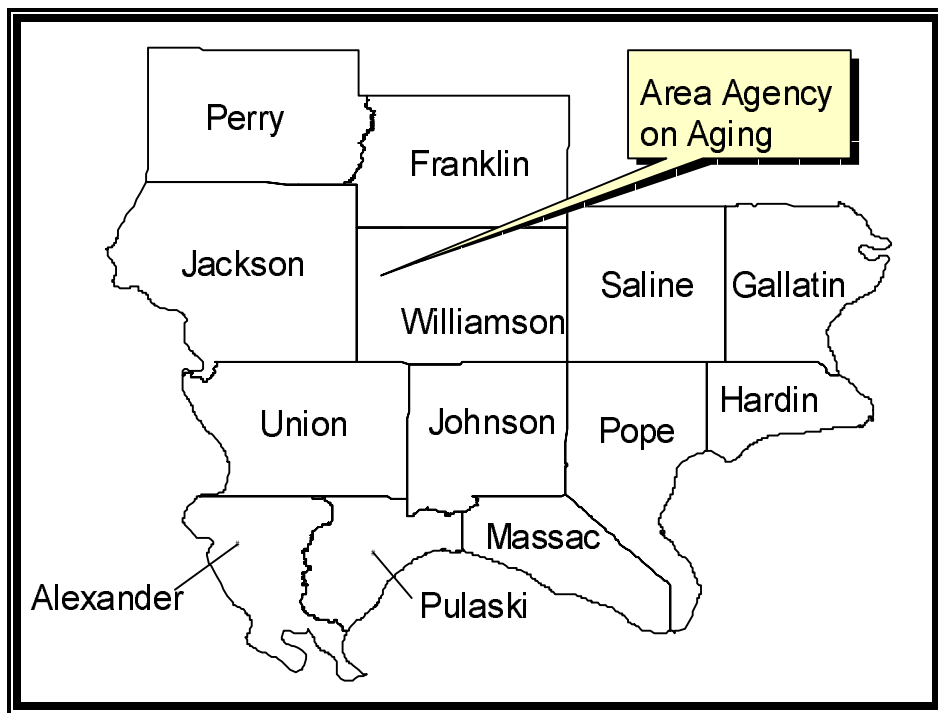 Area Agency
on Aging
Perry
Franklin
Jackson
Saline
Gallatin
Williamson
Hardin
Union
Johnson
Pope
Massac
Alexander
Pulaski